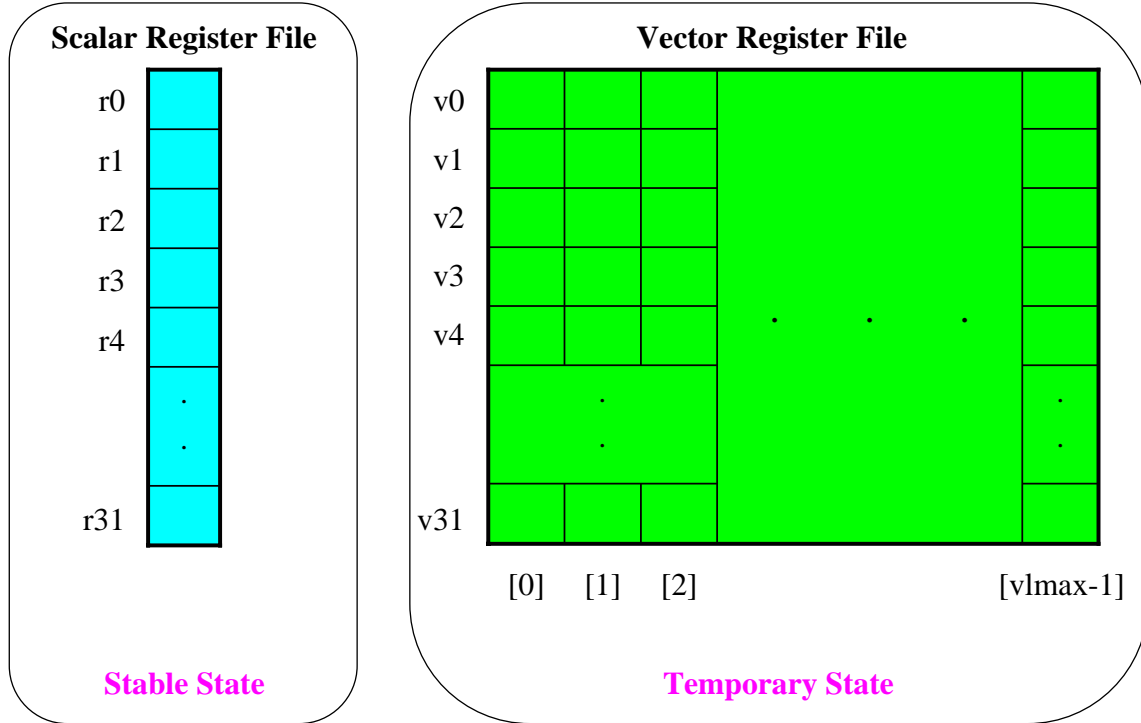 Scalar Register File
r0
r1
r2
r3
r4
.
.
r31
Stable State
Vector Register File
v0
v1
v2
v3
v4
. . .
. .
. .
v31
[0] [1] [2] [vlmax-1]
Temporary State